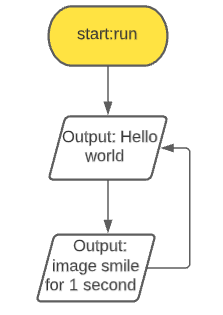 start:run
Output: Hello
world
Output:
image smile
for 1 second